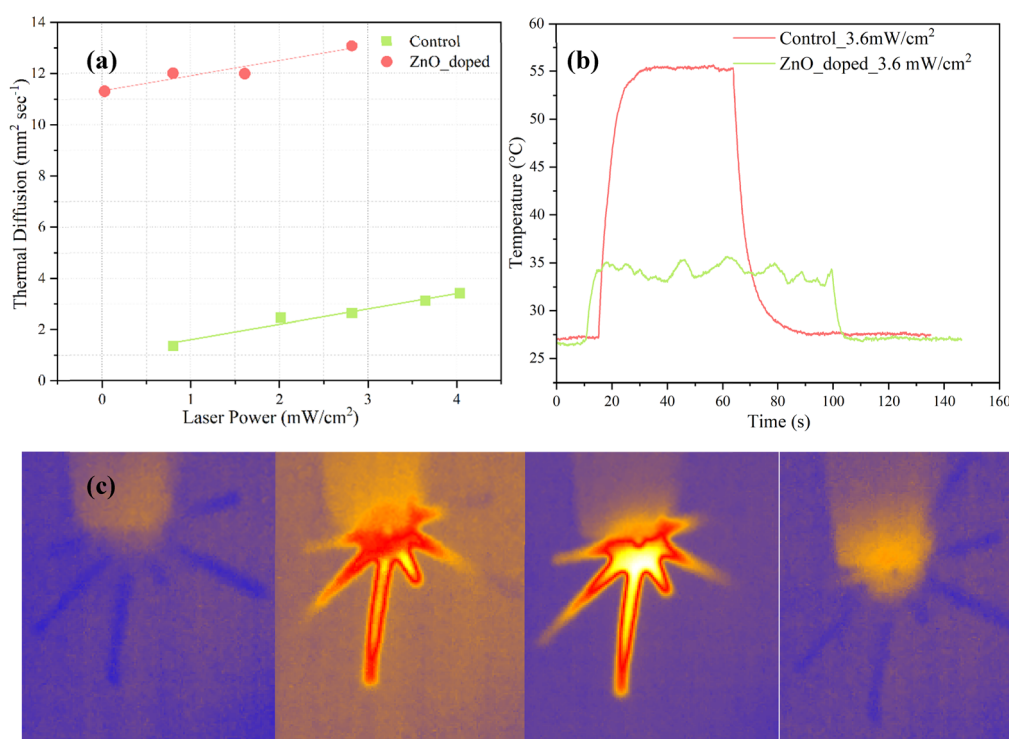 (a)
Control
ZnO_doped
14
12
10
8
6
4
2
0
0 1 2 3 4
Thermal Diffusion (mm² sec⁻¹)
Laser Power (mW/cm²)
(b)
Control_3.6mW/cm²
ZnO_doped_3.6 mW/cm²
60
55
50
45
40
35
30
25
0 20 40 60 80 100 120 140 160
Temperature (°C)
Time (s)
(c)